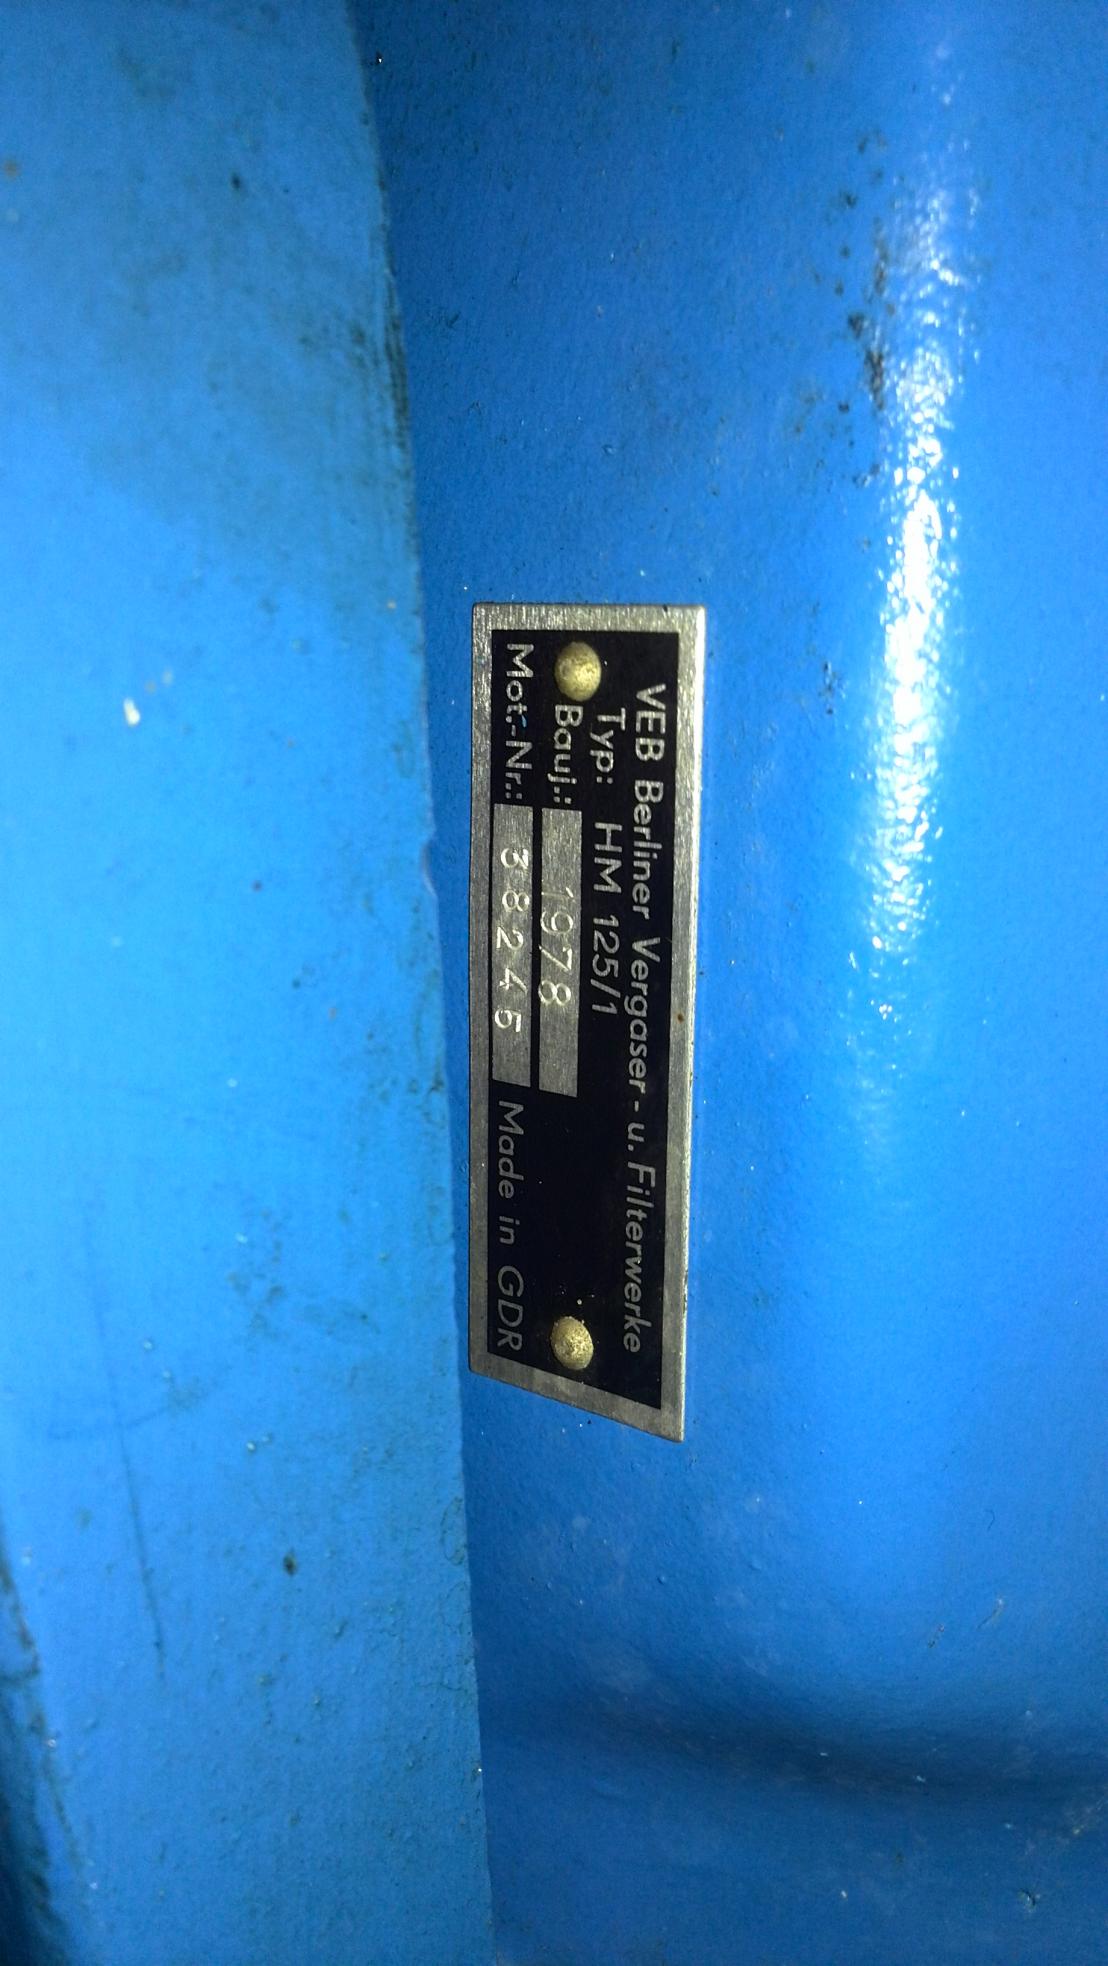 VEB Berliner Vergaser- u. Filterwerke
Typ: HM 125/1
Bauj.: 1978
Mot.-Nr.: 38245 Made in GDR